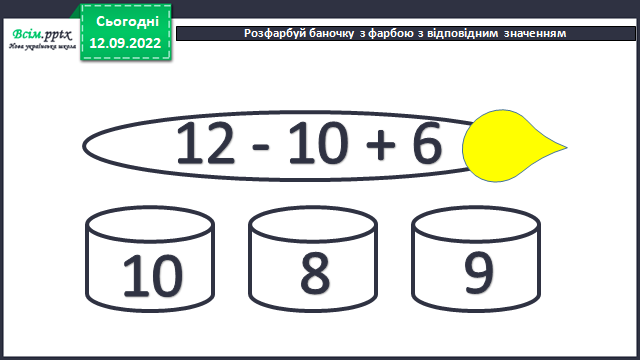 Всім.pptx
Нова українська школа
Сьогодні
12.09.2022
Розфарбуй баночку з фарбою з відповідним значенням
12 - 10 + 6
10 8 9